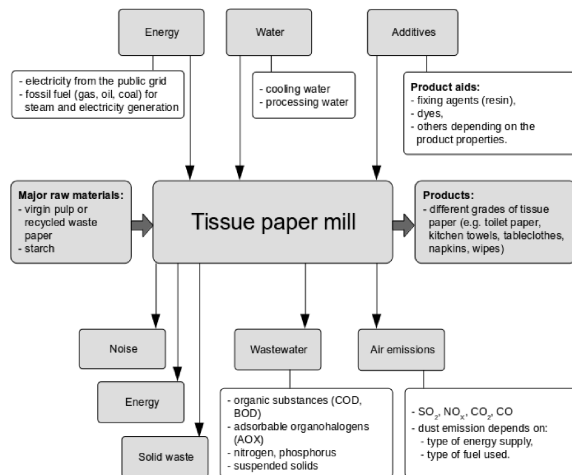 Energy
Water
Additives
- electricity from the public grid
- fossil fuel (gas, oil, coal) for
steam and electricity generation
- cooling water
- processing water
Product aids:
- fixing agents (resin),
- dyes,
- others depending on the
product properties.
Major raw materials:
- virgin pulp or
recycled waste
paper
- starch
Tissue paper mill
Products:
- different grades of tissue
paper (e.g. toilet paper,
kitchen towels, tableclothes,
napkins, wipes)
Noise
Wastewater
Air emissions
Energy
Solid waste
- organic substances (COD,
BOD)
- adsorbable organohalogens
(AOX)
- nitrogen, phosphorus
- suspended solids
- SO₂, NOₓ, CO₂, CO
- dust emission depends on:
- type of energy supply,
- type of fuel used.